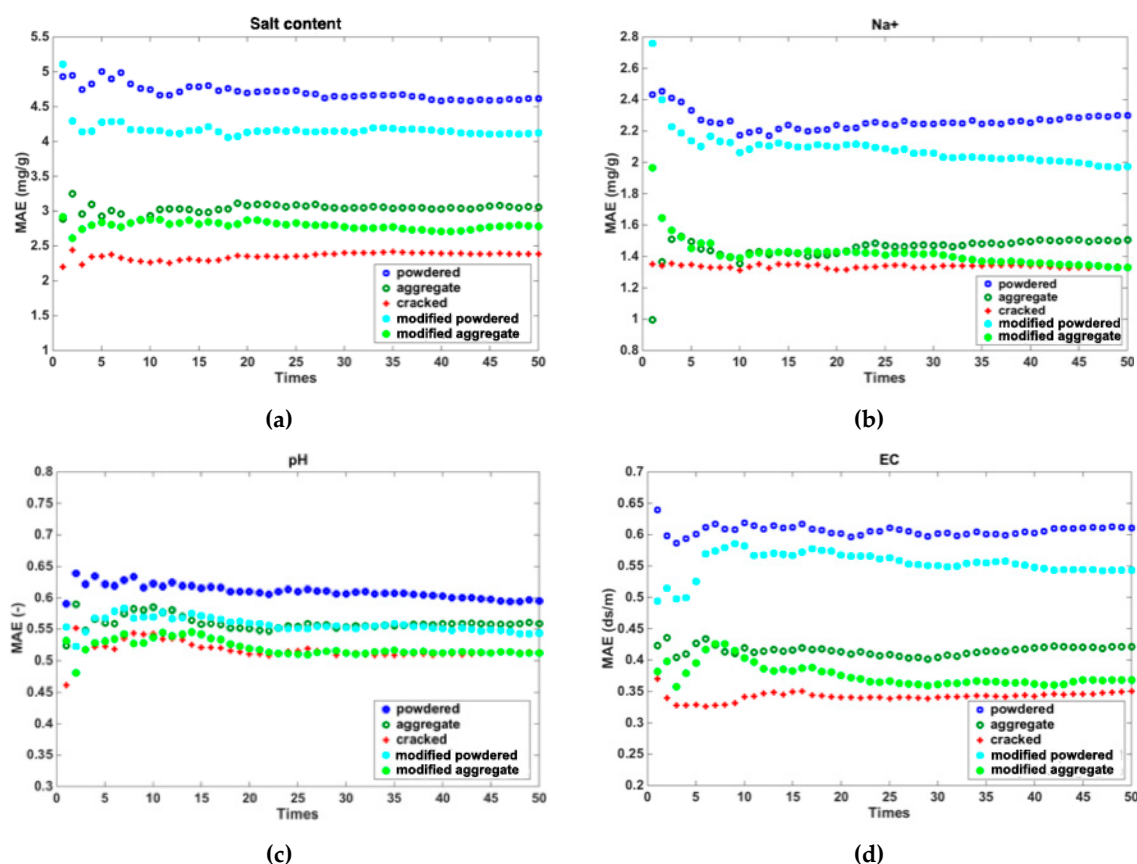 Salt content
5.5
5
4.5
4
3.5
3
2.5
2
1.5
1
MAE (mg/g)
powdered
aggregate
cracked
modified powdered
modified aggregate
0 5 10 15 20 25 30 35 40 45 50
Times
(a)
Na+
2.8
2.6
2.4
2.2
2
1.8
1.6
1.4
1.2
1
0.8
MAE (mg/g)
powdered
aggregate
cracked
modified powdered
modified aggregate
0 5 10 15 20 25 30 35 40 45 50
Times
(b)
pH
0.8
0.75
0.7
0.65
0.6
0.55
0.5
0.45
0.4
0.35
0.3
MAE (-)
powdered
aggregate
cracked
modified powdered
modified aggregate
0 5 10 15 20 25 30 35 40 45 50
Times
(c)
EC
0.7
0.65
0.6
0.55
0.5
0.45
0.4
0.35
0.3
0.25
0.2
MAE (ds/m)
powdered
aggregate
cracked
modified powdered
modified aggregate
0 5 10 15 20 25 30 35 40 45 50
Times
(d)